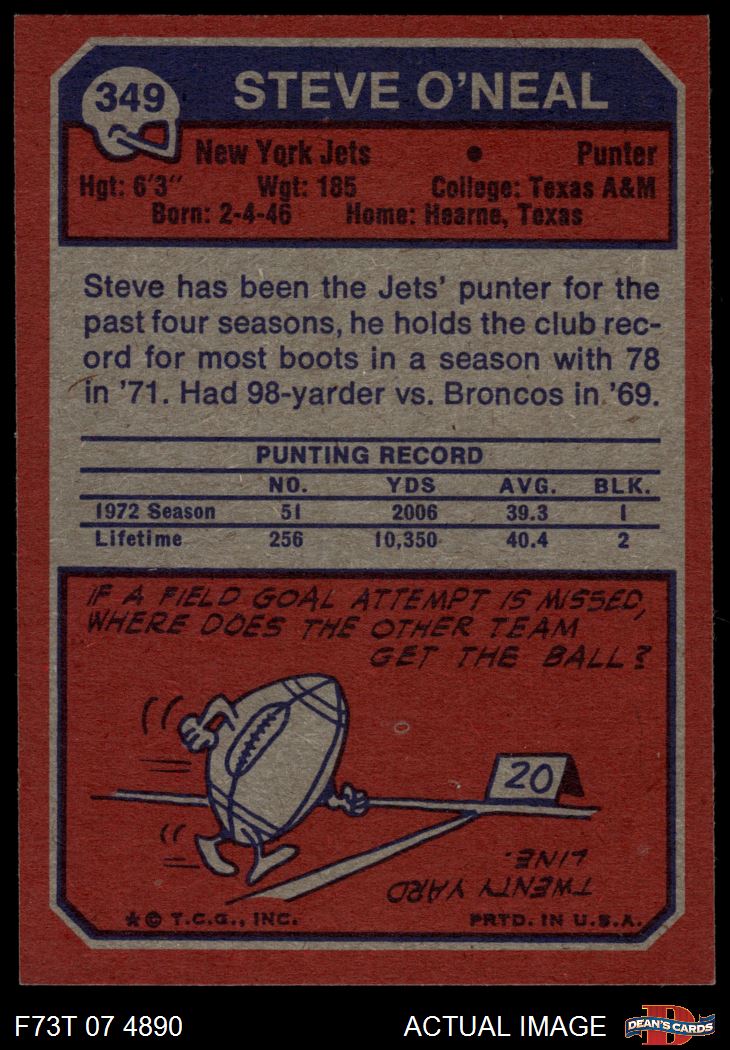 349
STEVE O'NEAL
New York Jets • Punter
Hgt: 6'3" Wgt: 185 College: Texas A&M
Born: 2-4-46 Home: Hearne, Texas
Steve has been the Jets' punter for the
past four seasons, he holds the club rec-
ord for most boots in a season with 78
in '71. Had 98-yarder vs. Broncos in '69.
PUNTING RECORD
NO. YDS AVG. BLK.
1972 Season 51 2006 39.3 1
Lifetime 256 10,350 40.4 2
IF A FIELD GOAL ATTEMPT IS MISSED,
WHERE DOES THE OTHER TEAM
GET THE BALL?
20
TWENTY YARD
LINE.
★ © T.C.G., INC. PRTD. IN U.S.A.
F73T 07 4890 ACTUAL IMAGE
D
DEAN'S CARDS